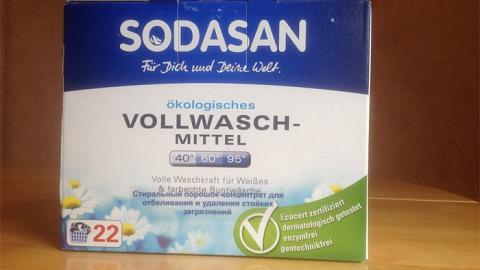 SODASAN
Für Dich und Deine Welt.
ökologisches
VOLLWASCH-
MITTEL
40° 60° 95°
Volle Waschkraft für Weißes
& farbechte Buntwäsche
Стиральный порошок-концентрат для
отбеливания и удаления стойких
загрязнений
22
Ecocert zertifiziert
dermatologisch getestet
enzymfrei
gentechnikfrei